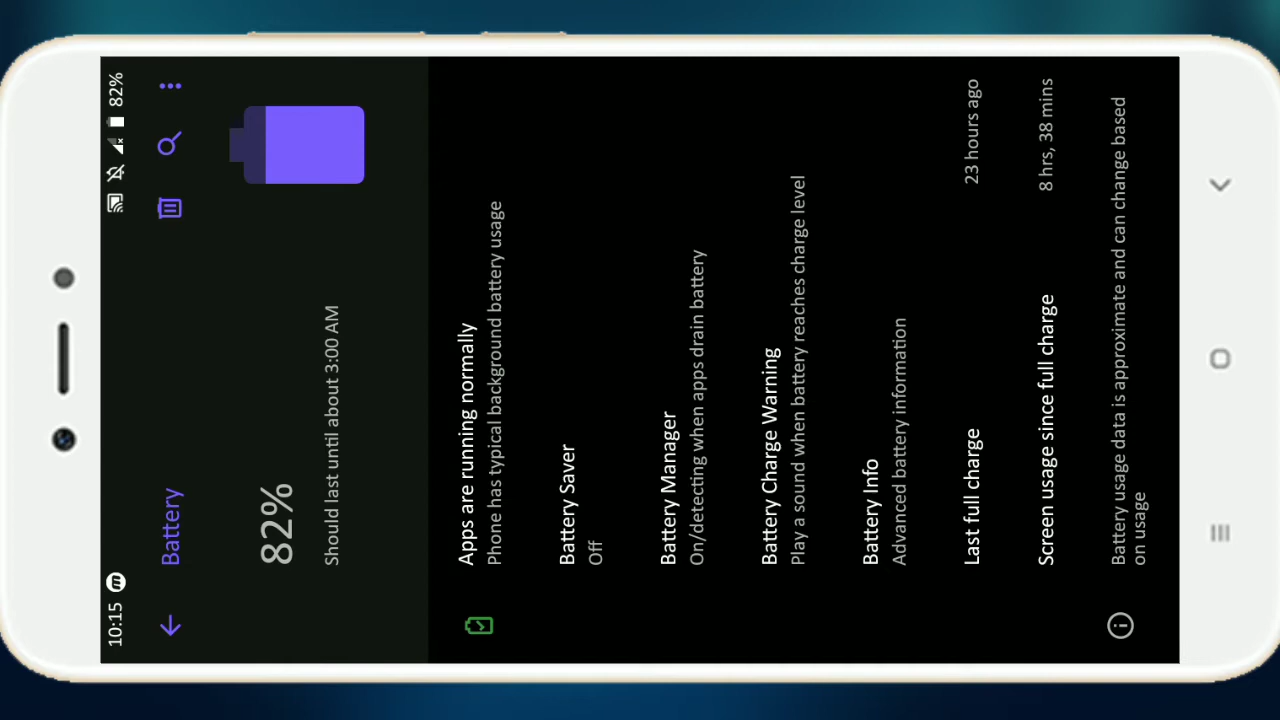 10:15 m 82%
Battery
82%
Should last until about 3:00 AM
Apps are running normally
Phone has typical background battery usage
Battery Saver
Off
Battery Manager
On/detecting when apps drain battery
Battery Charge Warning
Play a sound when battery reaches charge level
Battery Info
Advanced battery information
Last full charge 23 hours ago
Screen usage since full charge 8 hrs, 38 mins
Battery usage data is approximate and can change based
on usage